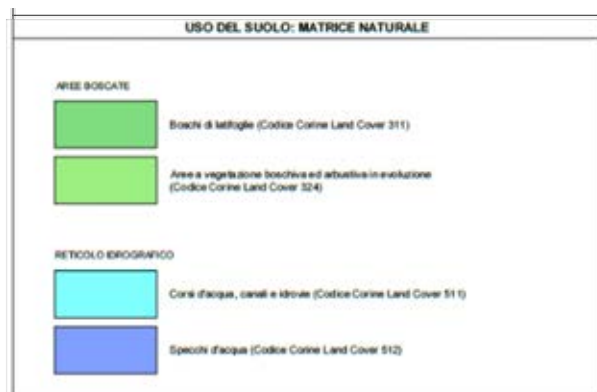 USO DEL SUOLO: MATRICE NATURALE
AREE BOSCATE
Boschi di latifoglie (Codice Corine Land Cover 311)
Aree a vegetazione boschiva ed arbustiva in evoluzione
(Codice Corine Land Cover 324)
RETICOLO IDROGRAFICO
Corsi d'acqua, canali e idrovie (Codice Corine Land Cover 511)
Specchi d'acqua (Codice Corine Land Cover 512)